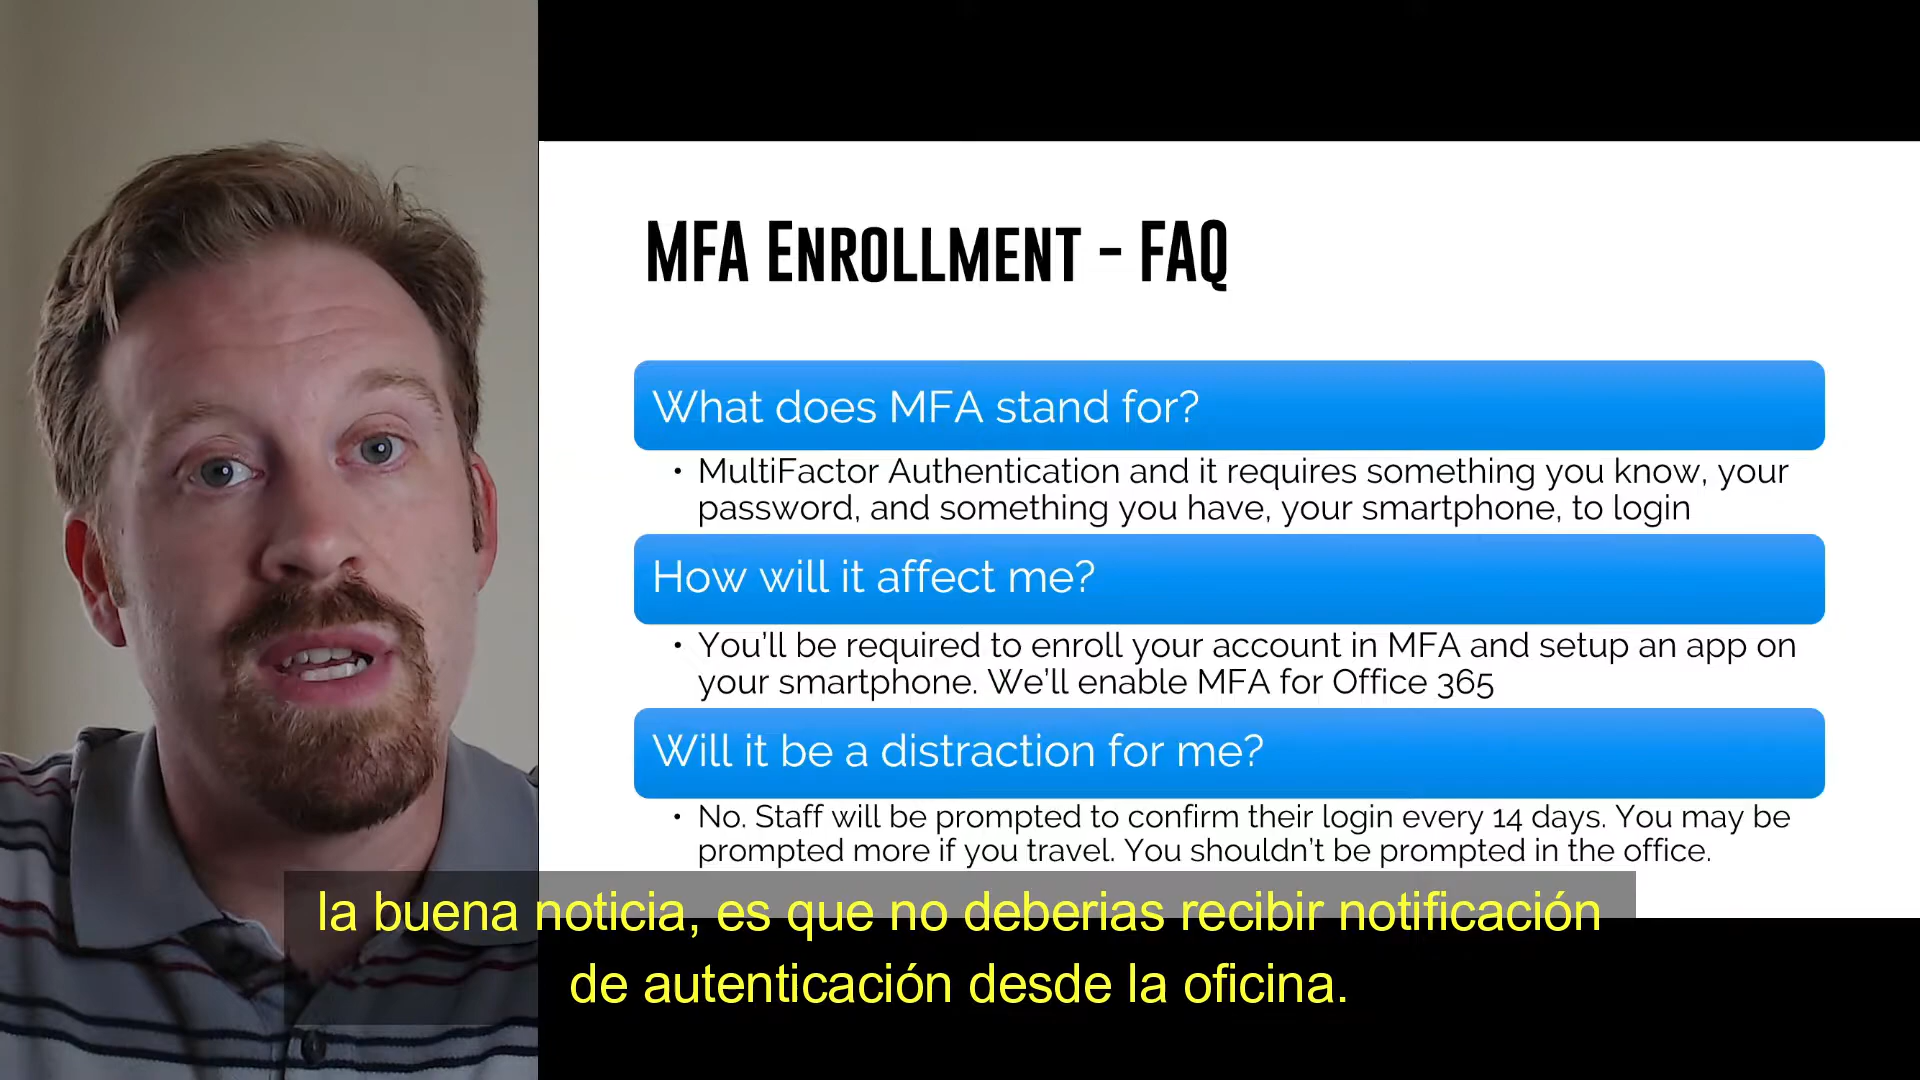 MFA ENROLLMENT - FAQ
What does MFA stand for?
• MultiFactor Authentication and it requires something you know, your
password, and something you have, your smartphone, to login
How will it affect me?
• You'll be required to enroll your account in MFA and setup an app on
your smartphone. We'll enable MFA for Office 365
Will it be a distraction for me?
• No. Staff will be prompted to confirm their login every 14 days. You may be
prompted more if you travel. You shouldn't be prompted in the office.
la buena noticia, es que no deberias recibir notificación
de autenticación desde la oficina.